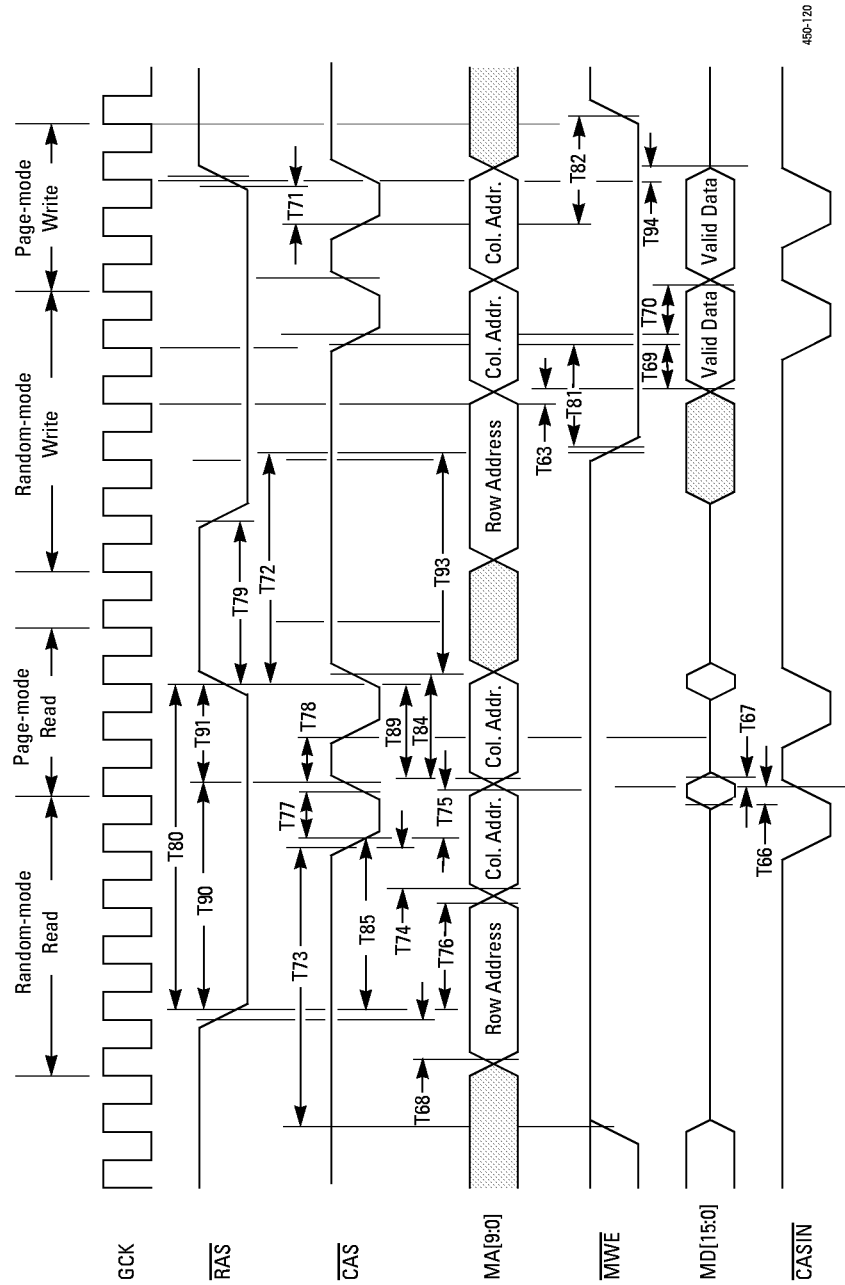 Random-mode
Read
Page-mode
Read
Random-mode
Write
Page-mode
Write
GCK
RAS
T80
T90
T91
T79
T72
CAS
T73
T77
T78
T71
T85
T74
T89
T84
T93
T68
T76
T75
MA[9:0]
Row Address
Col. Addr.
Col. Addr.
Row Address
Col. Addr.
Col. Addr.
T63
T81
T82
MWE
T69
T70
T94
MD[15:0]
Valid Data
Valid Data
T66
T67
CASIN
450-120